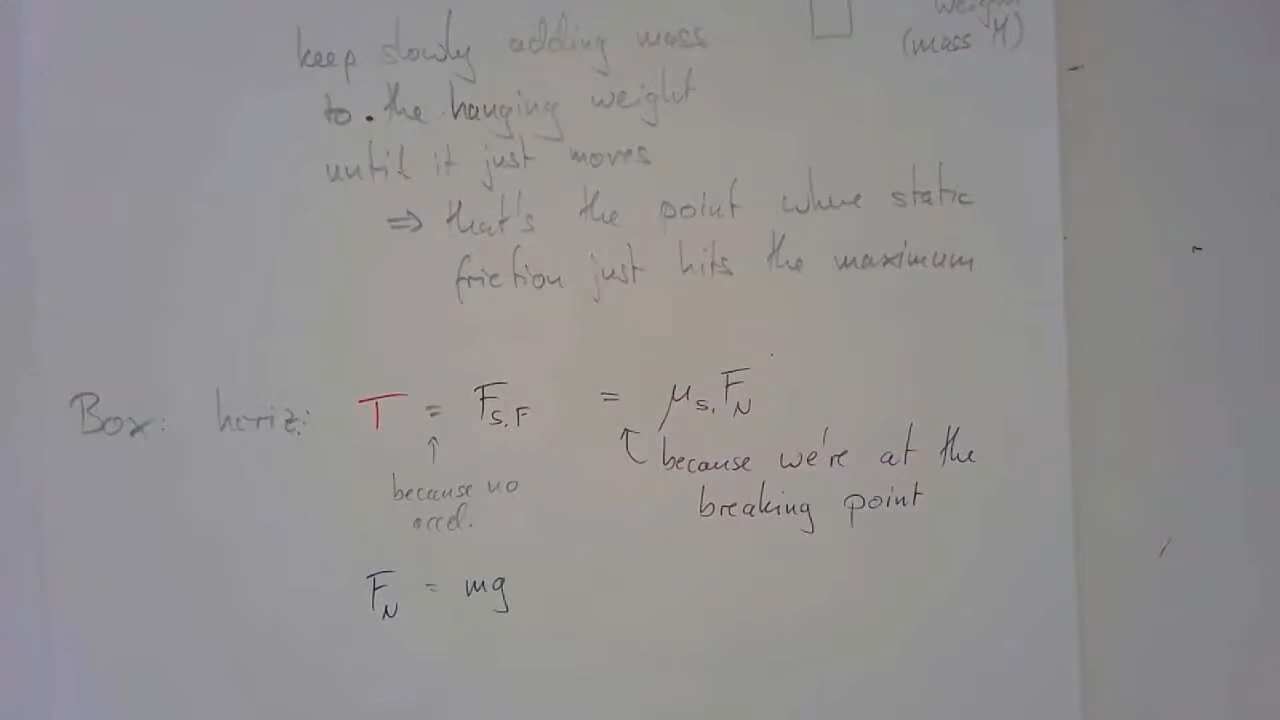 keep slowly adding mass
to the hanging weight
until it just moves
(mass M)
⇒ that's the point where static
friction just hits the maximum
Box: horiz: T = F_S.F = μ_s. F_N
↑ because no
accel.
↑ because we're at the
breaking point
F_N = mg